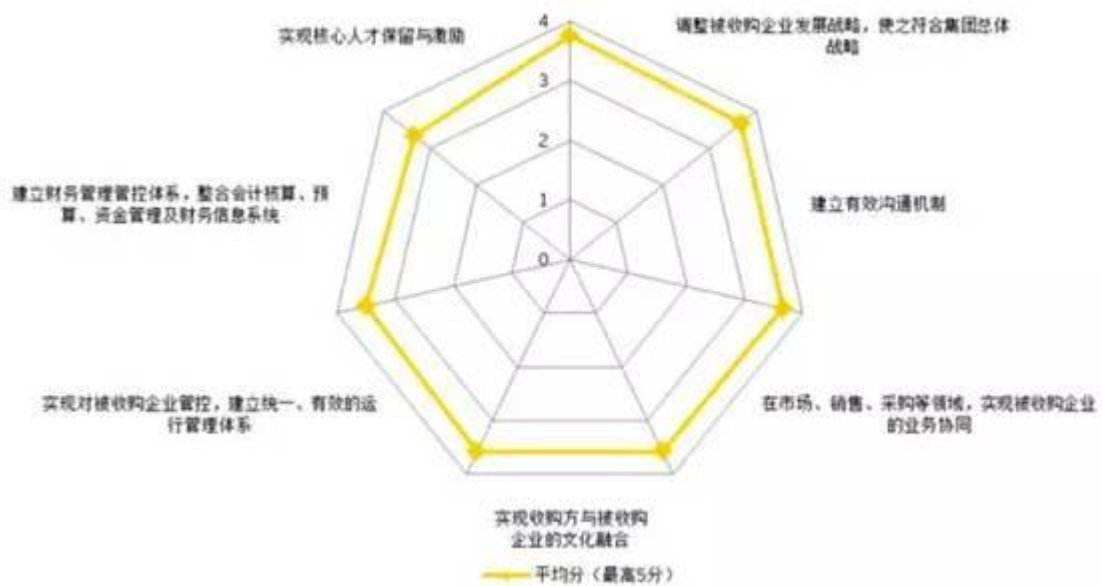 4
调整被收购企业发展战略，使之符合集团总体
战略
实现核心人才保留与激励
3
2
建立财务管理管控体系，整合会计核算、预
算、资金管理及财务信息系统
1
建立有效沟通机制
0
实现对被收购企业管控，建立统一、有效的运
行管理体系
在市场、销售、采购等领域，实现被收购企业
的业务协同
实现收购方与被收购
企业的文化融合
平均分（最高5分）